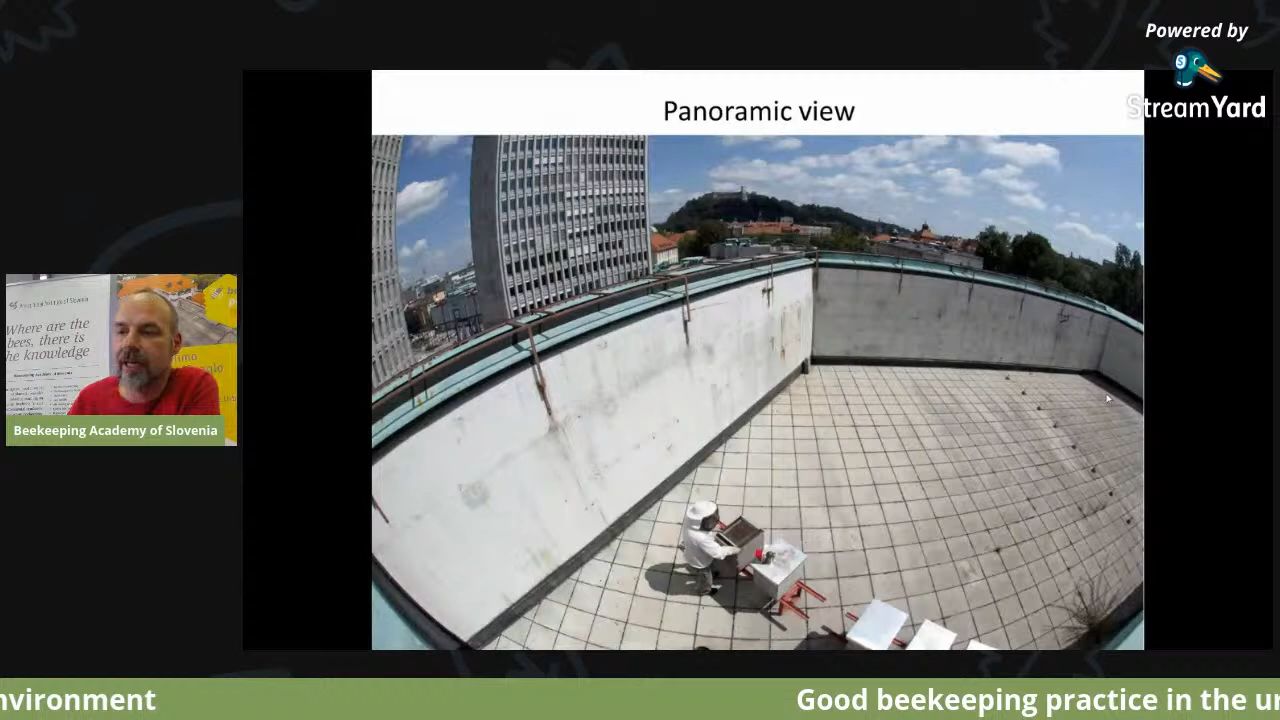 Powered by
StreamYard
Panoramic view
Where are the
bees, there is
he knowledge
Beekeeping Academy of Slovenia
nvironment
Good beekeeping practice in the ur